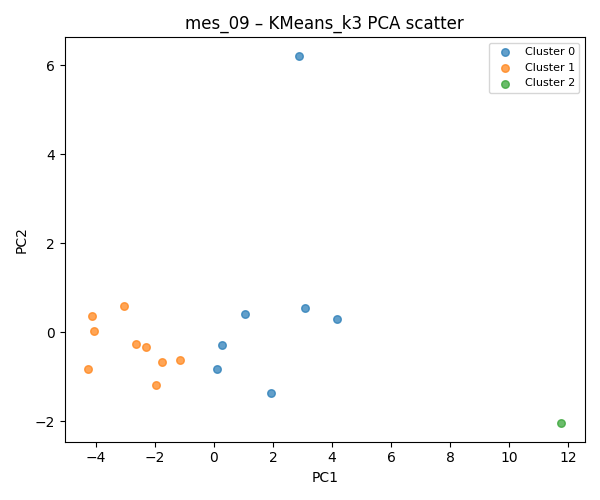 mes_09 – KMeans_k3 PCA scatter
Cluster 0
Cluster 1
Cluster 2
6
4
2
0
−2
PC2
−4 −2 0 2 4 6 8 10 12
PC1